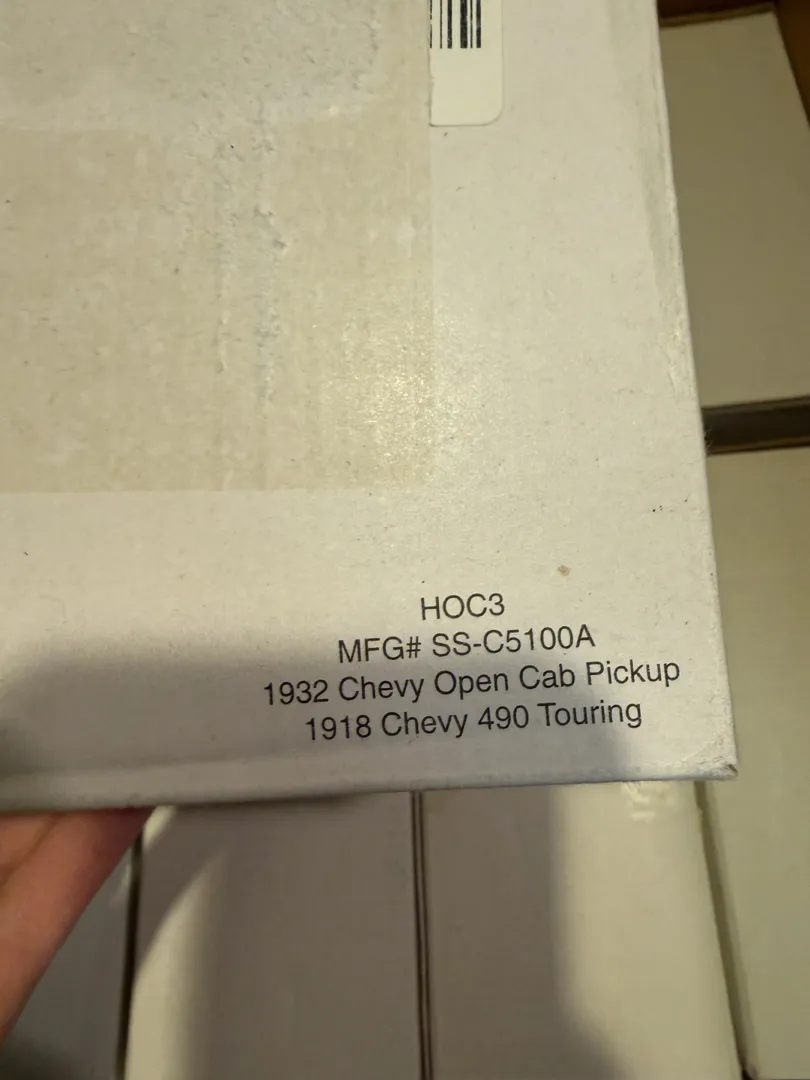 HOC3
MFG# SS-C5100A
1932 Chevy Open Cab Pickup
1918 Chevy 490 Touring